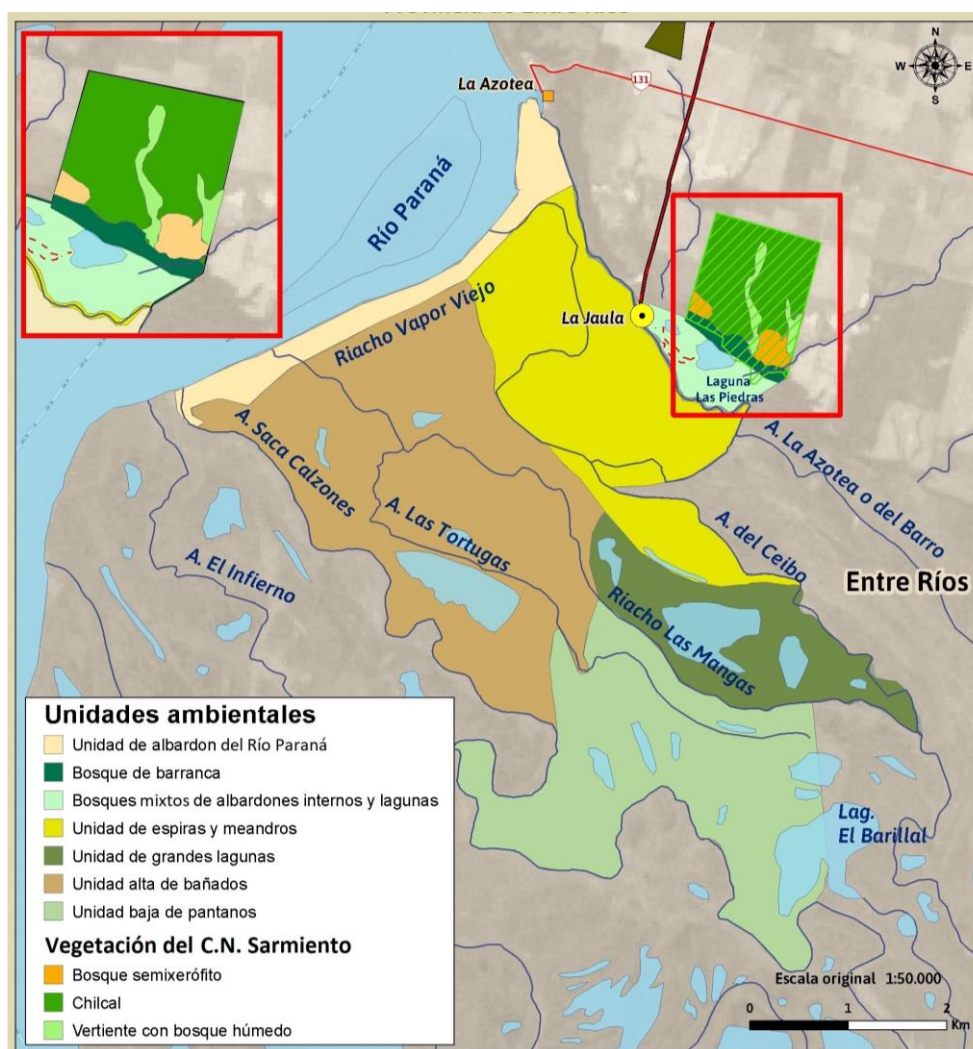 Provincia de Entre Ríos
N
W E
S
La Azotea
131
Río Paraná
Riacho Vapor Viejo
La Jaula
Laguna
Las Piedras
A. Saca Calzones
A. La Azotea o del Barro
A. Las Tortugas
A. del Ceibo
A. El Infierno
Entre Ríos
Riacho Las Mangas
Lag.
El Barillal
Unidades ambientales
Unidad de albardon del Río Paraná
Bosque de barranca
Bosques mixtos de albardones internos y lagunas
Unidad de espiras y meandros
Unidad de grandes lagunas
Unidad alta de bañados
Unidad baja de pantanos
Vegetación del C.N. Sarmiento
Bosque semixerófito
Chilcal
Vertiente con bosque húmedo
Escala original 1:50.000
0 1 2
Km